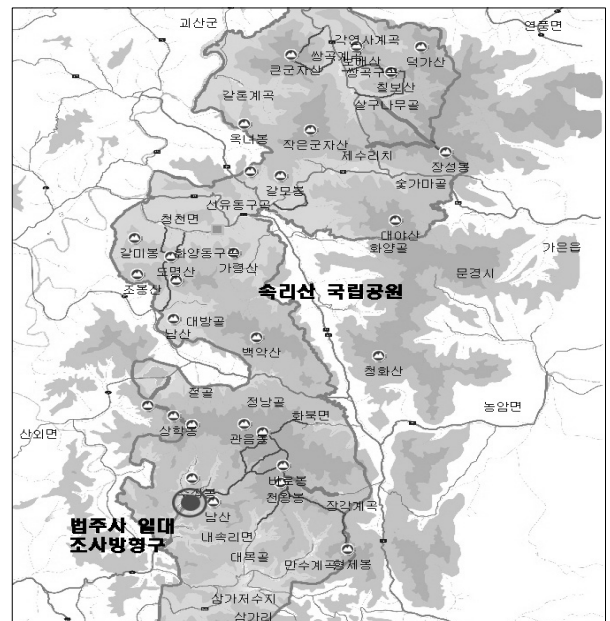 괴산군
연풍면
각연사계곡
쌍곡계곡
보배산
덕가산
큰군자산
쌍곡구곡
칠보산
갈론계곡
살구나무골
옥녀봉
작은군자산
제수리치
장성봉
숯가마골
갈모봉
선유동구곡
청천면
대야산
화양골
갈미봉
화양동구곡
가령산
가은읍
도명산
문경시
조봉산
속리산 국립공원
대방골
남산
백악산
청화산
절골
정낭골
농암면
화북면
산외면
상학봉
관음봉
비로봉
천왕봉
장각계곡
남산
법주사 일대
조사방형구
내속리면
대목골
만수계곡
형제봉
삼가저수지
삼가리